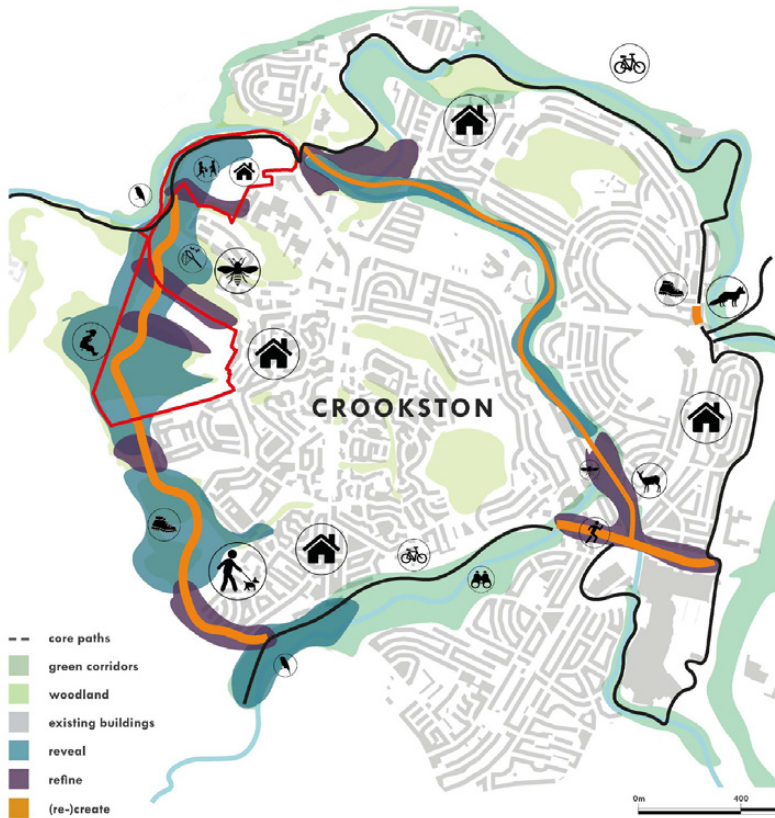 CROOKSTON
core paths
green corridors
woodland
existing buildings
reveal
refine
(re-)create
0m 400